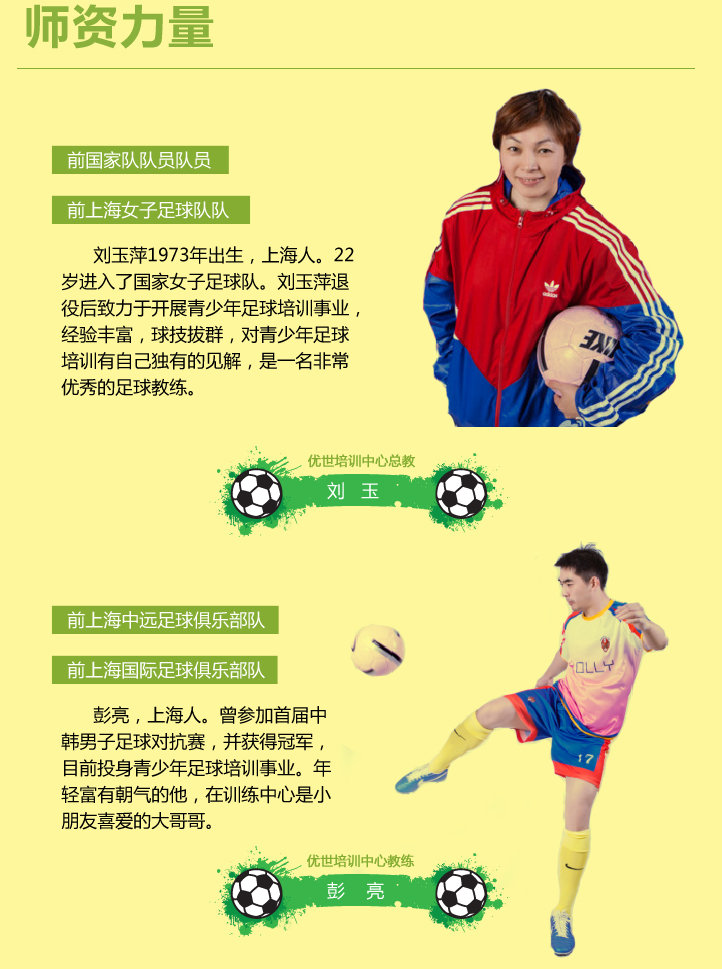 师资力量
前国家队队员队员
前上海女子足球队队
刘玉萍1973年出生，上海人。22
岁进入了国家女子足球队。刘玉萍退
役后致力于开展青少年足球培训事业，
经验丰富，球技拔群，对青少年足球
培训有自己独有的见解，是一名非常
优秀的足球教练。
adidas
NIKE
优世培训中心总教
刘 玉
前上海中远足球俱乐部队
前上海国际足球俱乐部队
彭亮，上海人。曾参加首届中
韩男子足球对抗赛，并获得冠军，
目前投身青少年足球培训事业。年
轻富有朝气的他，在训练中心是小
朋友喜爱的大哥哥。
OLLY
17
优世培训中心教练
彭 亮